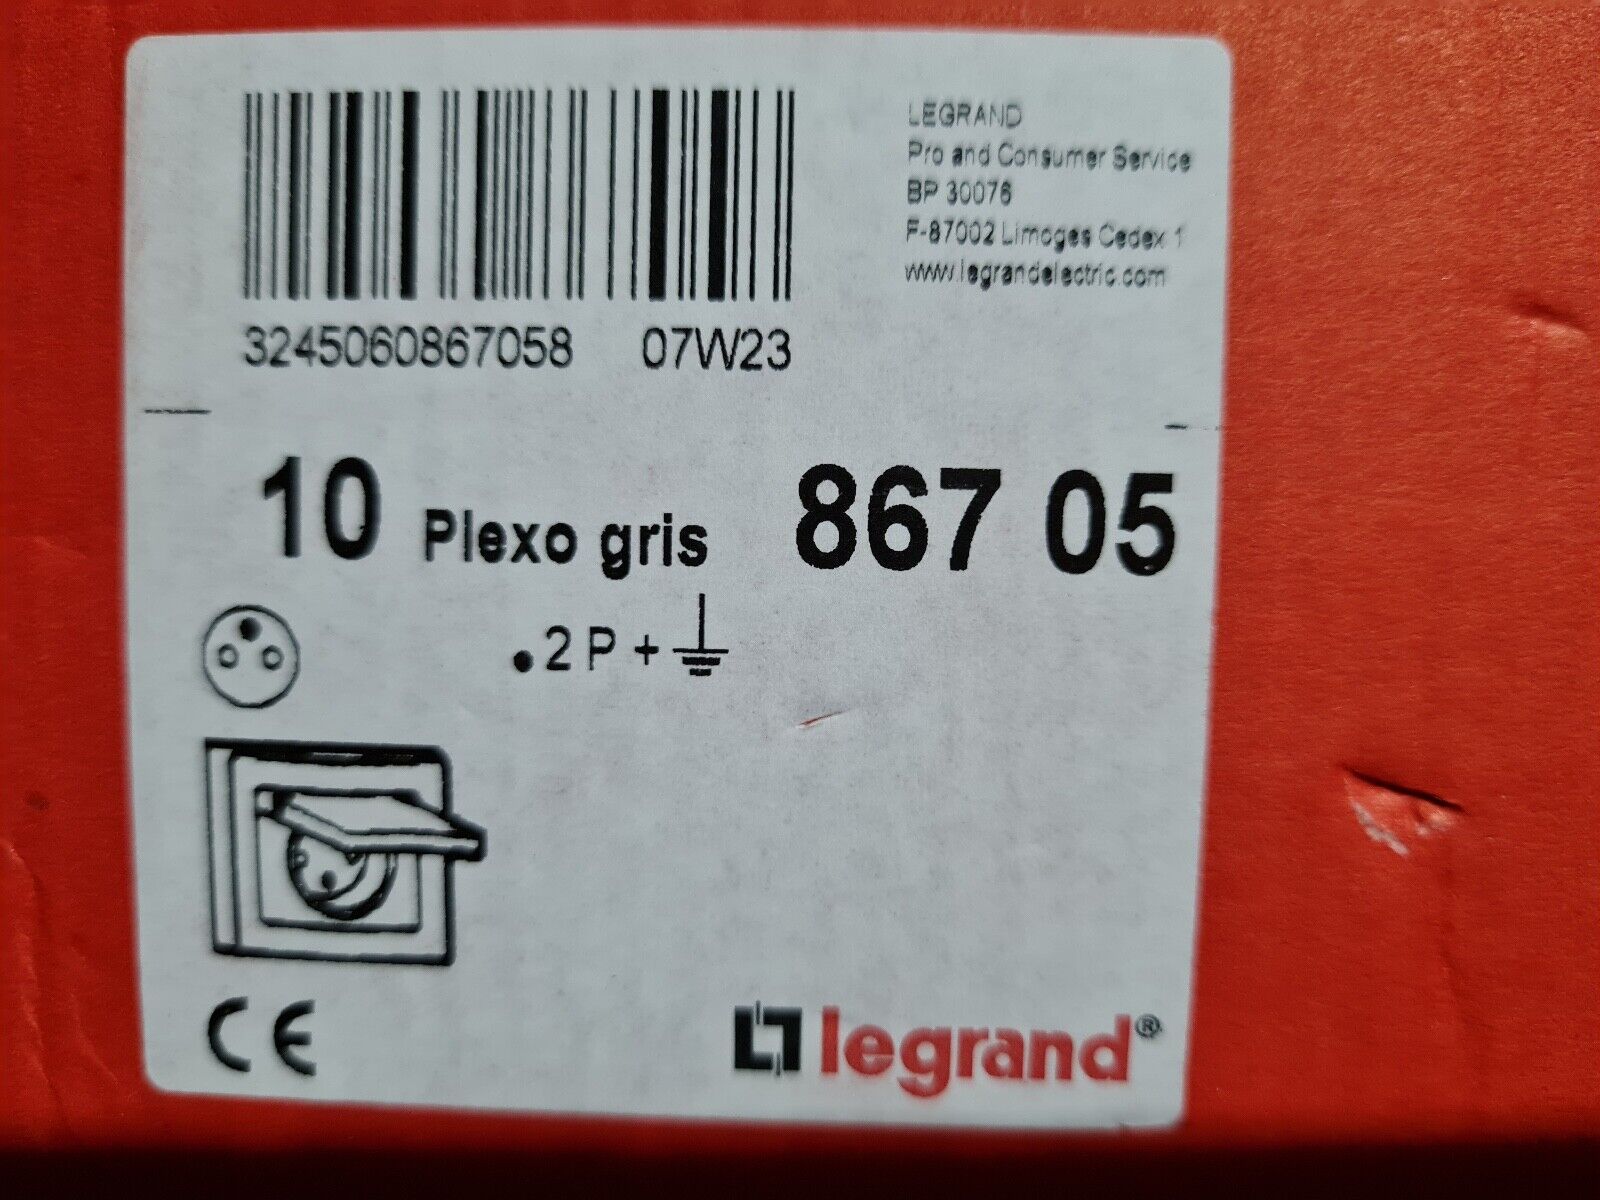 LEGRAND
Pro and Consumer Service
BP 30076
F-87002 Limoges Cedex 1
www.legrandelectric.com
3245060867058 07W23
10 Plexo gris 867 05
.2 P +
CE
legrand®